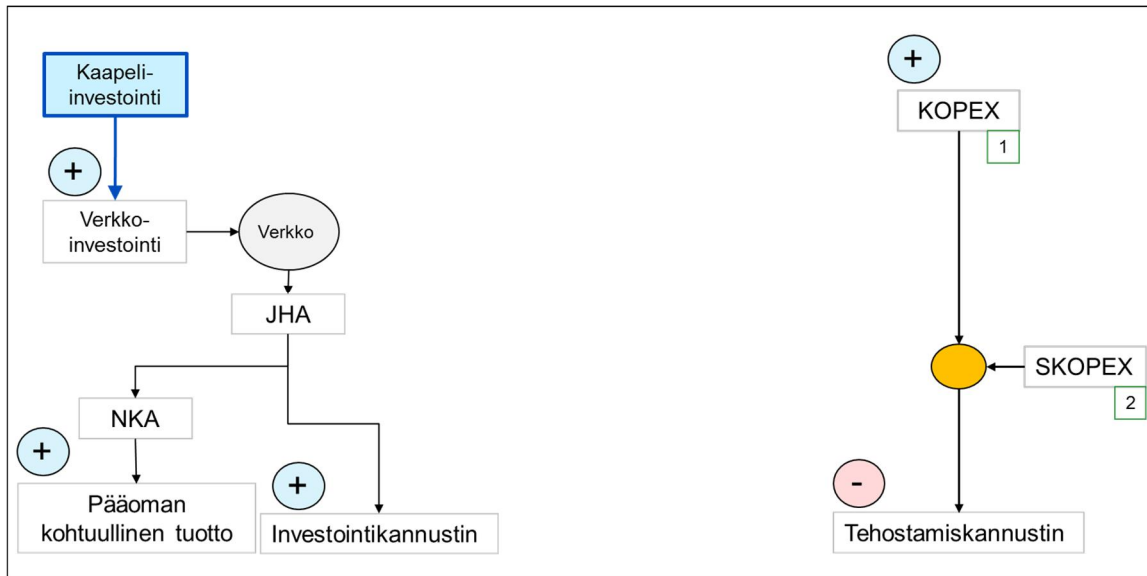 Kaapeli-
investointi
+
Verkko-
investointi
Verkko
JHA
NKA
+
Pääoman
kohtuullinen tuotto
+
Investointikannustin
+
KOPEX
1
SKOPEX
2
-
Tehostamiskannustin